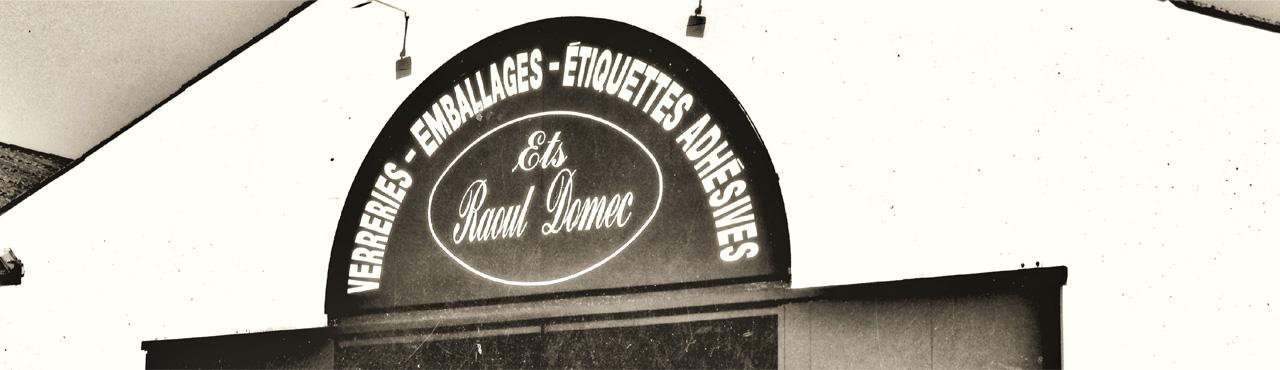 VERRERIES - EMBALLAGES - ÉTIQUETTES ADHÉSIVES
Ets
Raoul Domec